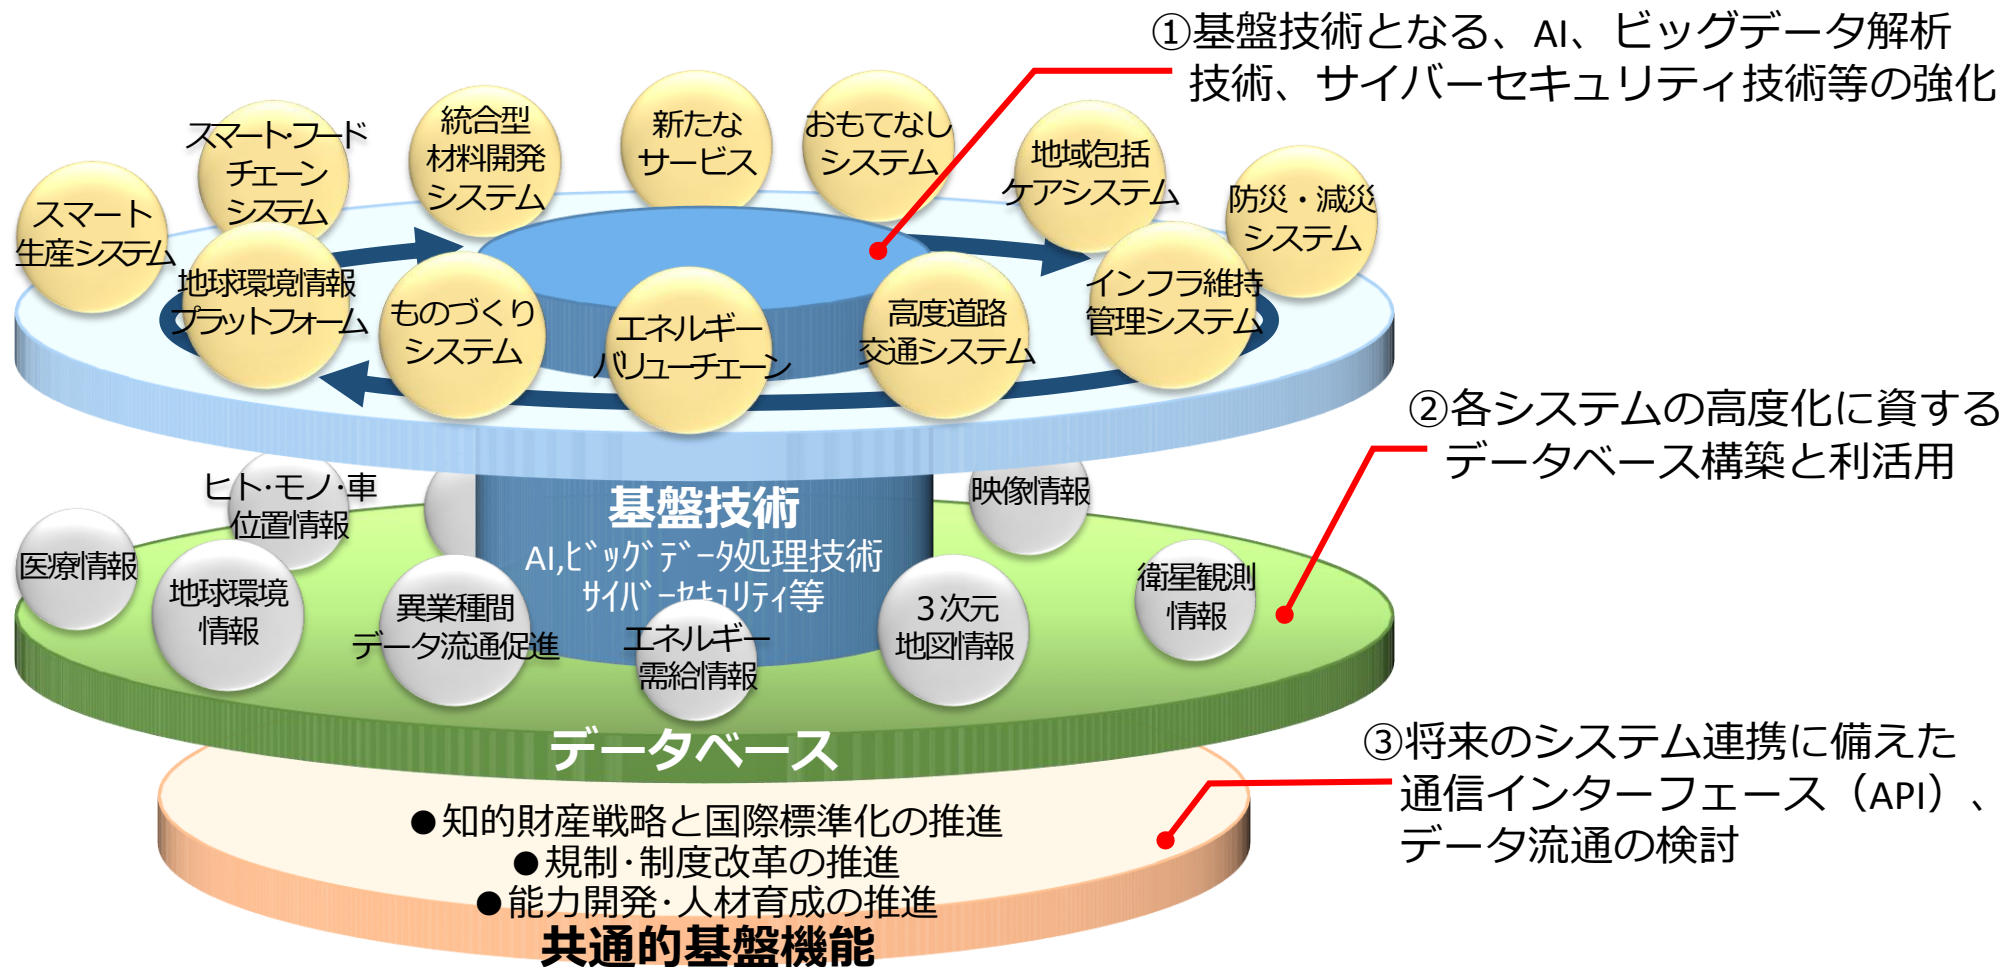 ①基盤技術となる、AI、ビッグデータ解析
技術、サイバーセキュリティ技術等の強化
スマート
生産システム
スマート・フード
チェーン
システム
統合型
材料開発
システム
新たな
サービス
おもてなし
システム
地域包括
ケアシステム
防災・減災
システム
地球環境情報
プラットフォーム
ものづくり
システム
エネルギー
バリューチェーン
高度道路
交通システム
インフラ維持
管理システム
②各システムの高度化に資する
データベース構築と利活用
基盤技術
AI,ﾋﾞｯｸﾞﾃﾞｰﾀ処理技術
ｻｲﾊﾞｰｾｷｭﾘﾃｨ等
医療情報
ヒト・モノ・車
位置情報
映像情報
地球環境
情報
異業種間
データ流通促進
エネルギー
需給情報
３次元
地図情報
衛星観測
情報
データベース
③将来のシステム連携に備えた
通信インターフェース（API）、
データ流通の検討
●知的財産戦略と国際標準化の推進
●規制・制度改革の推進
●能力開発・人材育成の推進
共通的基盤機能